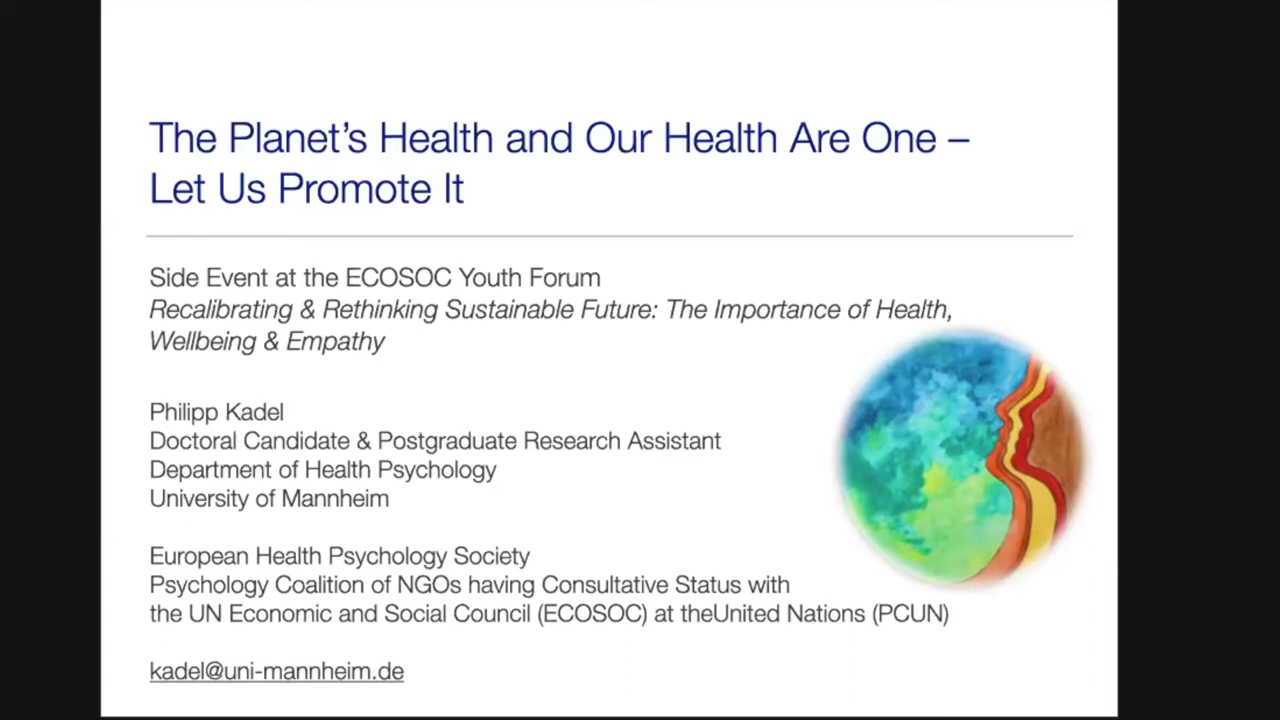 The Planet’s Health and Our Health Are One –
Let Us Promote It
Side Event at the ECOSOC Youth Forum
Recalibrating & Rethinking Sustainable Future: The Importance of Health,
Wellbeing & Empathy
Philipp Kadel
Doctoral Candidate & Postgraduate Research Assistant
Department of Health Psychology
University of Mannheim
European Health Psychology Society
Psychology Coalition of NGOs having Consultative Status with
the UN Economic and Social Council (ECOSOC) at theUnited Nations (PCUN)
kadel@uni-mannheim.de